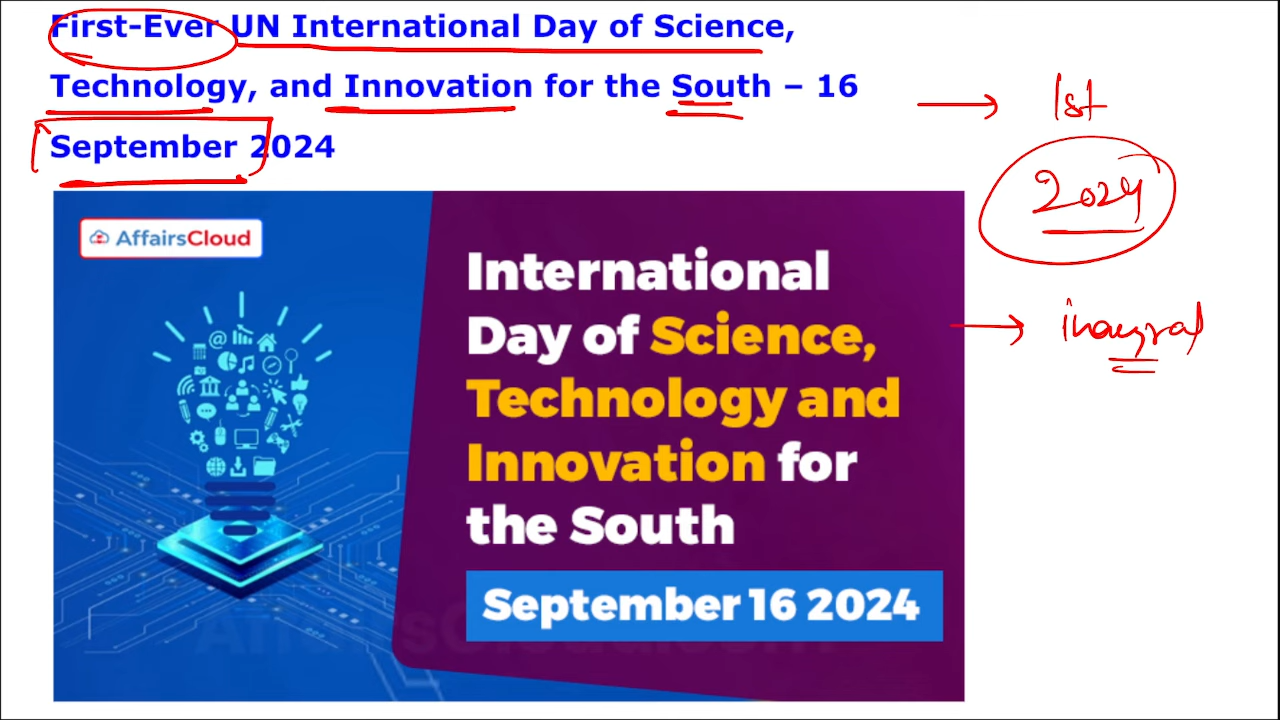 First-Ever UN International Day of Science,
Technology, and Innovation for the South – 16
September 2024
1st
2024
inaugral
AffairsCloud
International
Day of Science,
Technology and
Innovation for
the South
September 16 2024